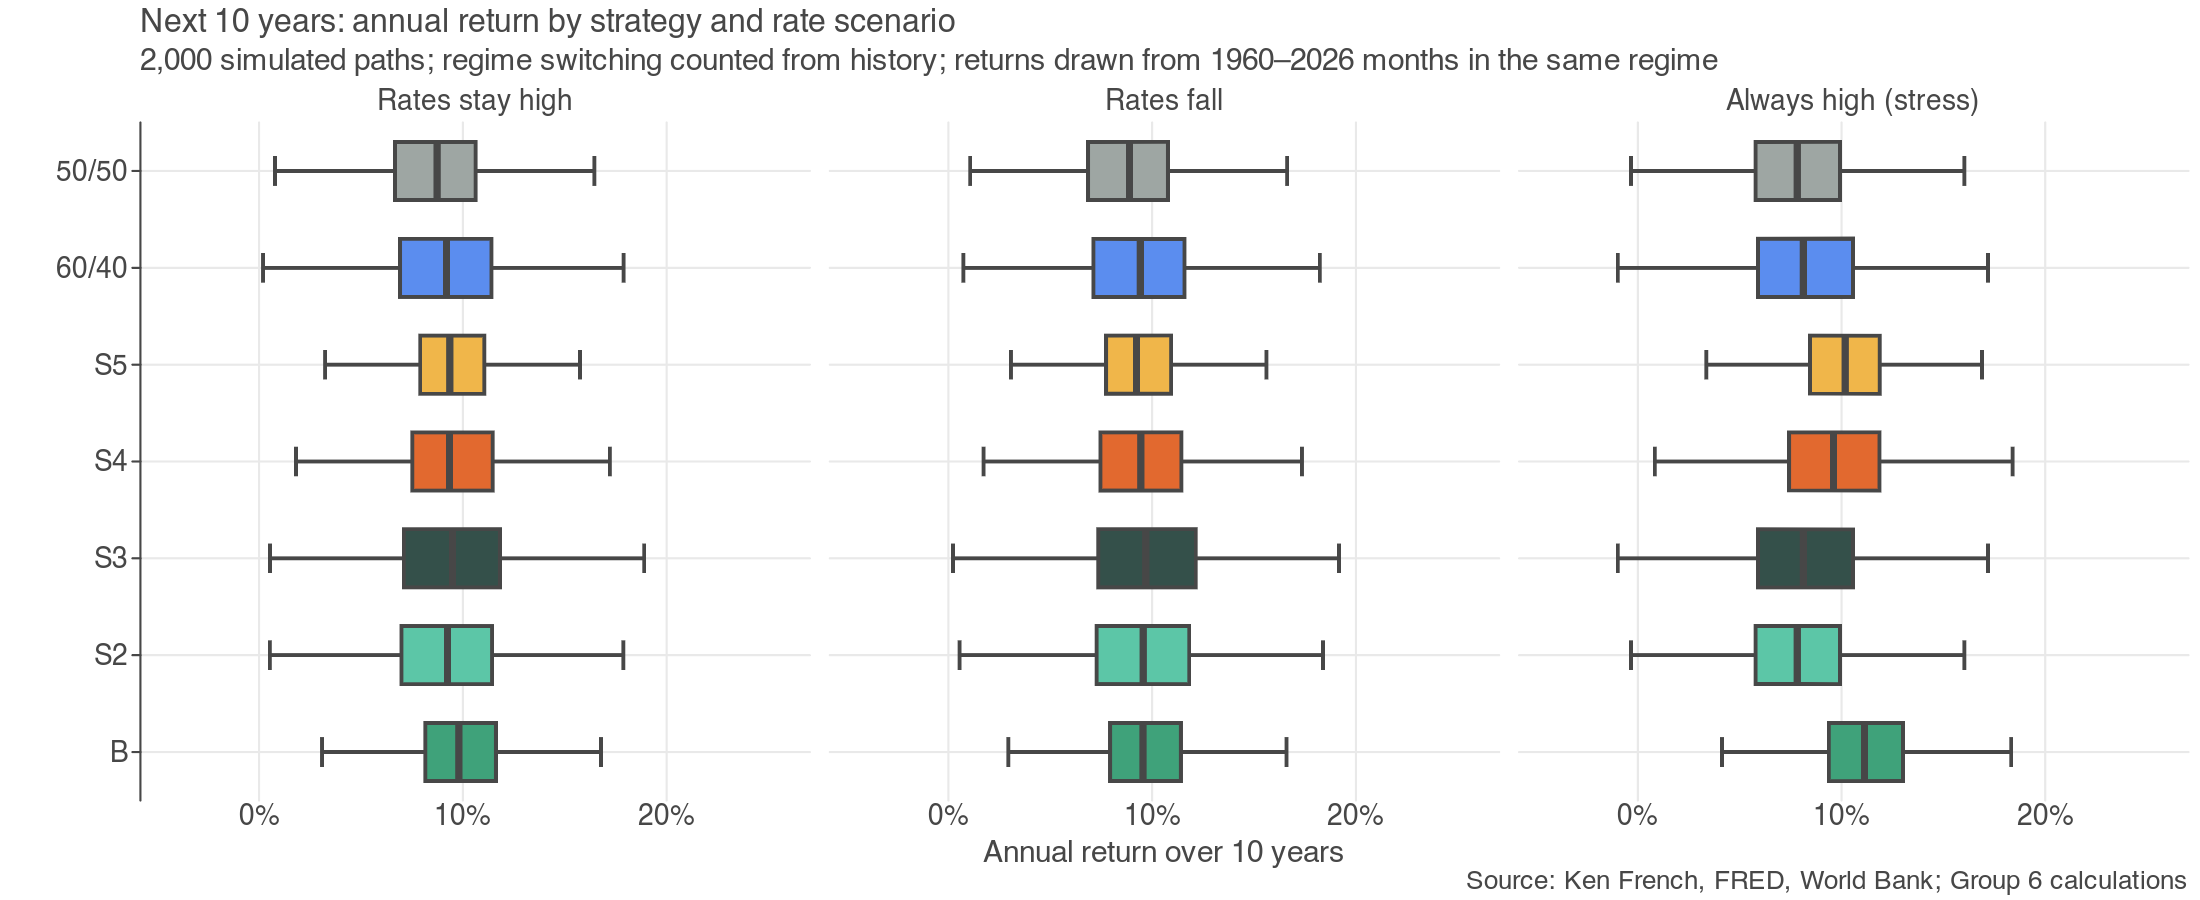 Next 10 years: annual return by strategy and rate scenario
2,000 simulated paths; regime switching counted from history; returns drawn from 1960–2026 months in the same regime
Rates stay high
Rates fall
Always high (stress)
50/50
60/40
S5
S4
S3
S2
B
0% 10% 20%
0% 10% 20%
0% 10% 20%
Annual return over 10 years
Source: Ken French, FRED, World Bank; Group 6 calculations